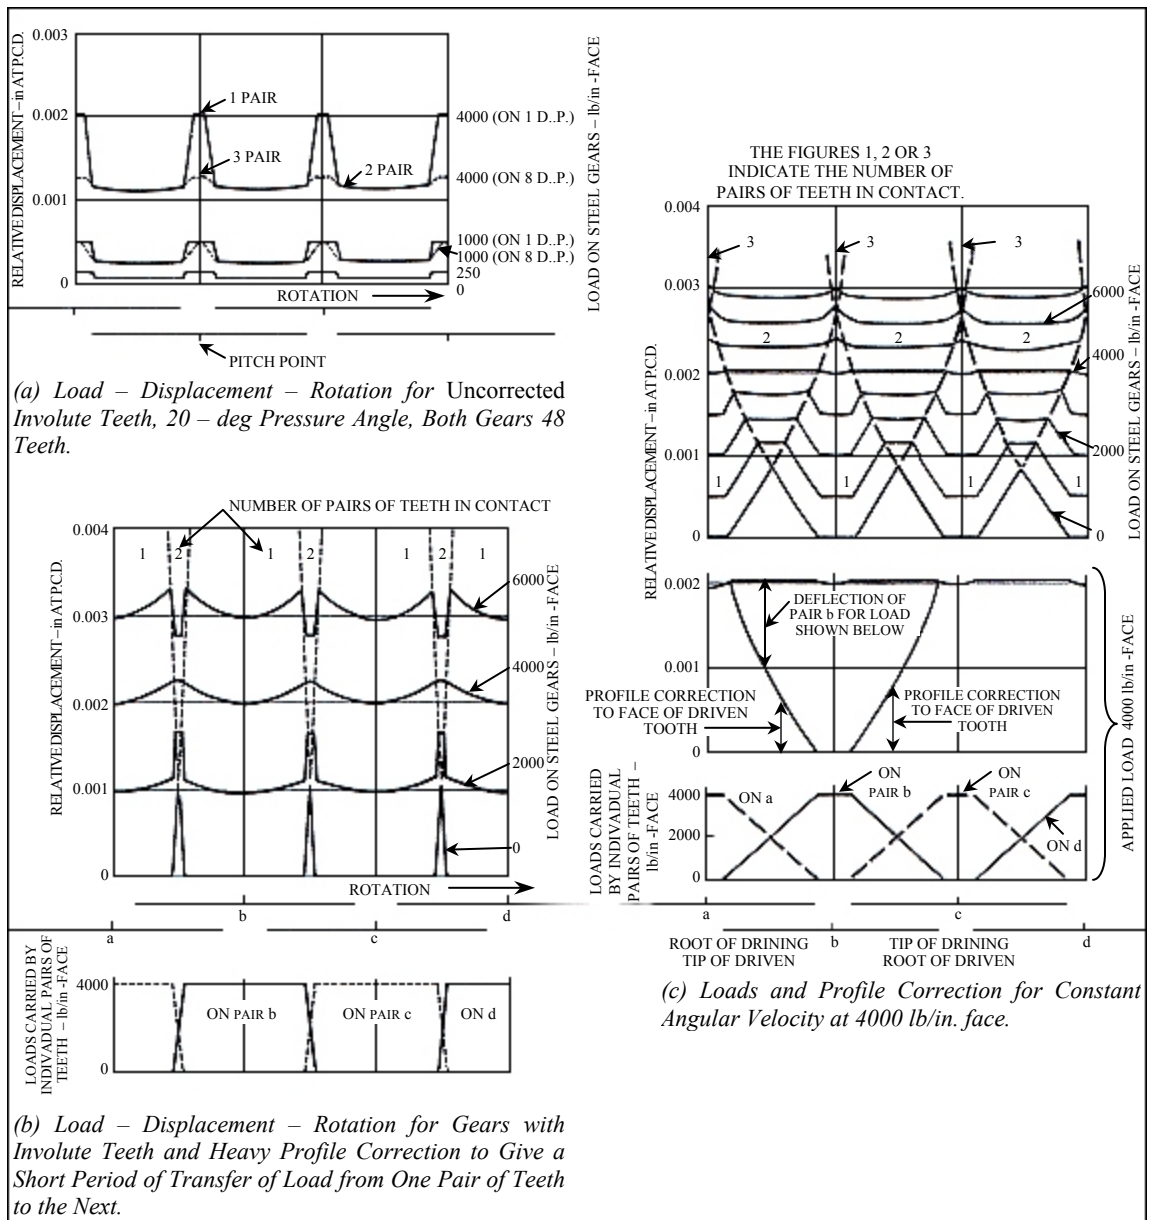 RELATIVE DISPLACEMENT – in AT P.C.D.
0.003
0.002
0.001
0
1 PAIR
3 PAIR
2 PAIR
4000 (ON 1 D..P.)
4000 (ON 8 D..P.)
1000 (ON 1 D..P.)
1000 (ON 8 D..P.)
250
0
LOAD ON STEEL GEARS – lb/in -FACE
ROTATION
PITCH POINT
(a) Load – Displacement – Rotation for Uncorrected
Involute Teeth, 20 – deg Pressure Angle, Both Gears 48
Teeth.
NUMBER OF PAIRS OF TEETH IN CONTACT
RELATIVE DISPLACEMENT – in AT P.C.D.
0.004
0.003
0.002
0.001
0
1 2 1 2 1 2 1
6000
4000
2000
0
LOAD ON STEEL GEARS – lb/in -FACE
ROTATION
a b c d
LOADS CARRIED BY
INDIVADUAL PAIRS OF
TEETH – lb/in -FACE
4000
0
ON PAIR b
ON PAIR c
ON d
(b) Load – Displacement – Rotation for Gears with
Involute Teeth and Heavy Profile Correction to Give a
Short Period of Transfer of Load from One Pair of Teeth
to the Next.
THE FIGURES 1, 2 OR 3
INDICATE THE NUMBER OF
PAIRS OF TEETH IN CONTACT.
RELATIVE DISPLACEMENT – in AT P.C.D.
0.004
0.003
0.002
0.001
0
3 3 3
2 2 2
1 1 1 1
6000
4000
2000
0
LOAD ON STEEL GEARS – lb/in -FACE
0.002
0.001
0
DEFLECTION OF
PAIR b FOR LOAD
SHOWN BELOW
PROFILE CORRECTION
TO FACE OF DRIVEN
TOOTH
PROFILE CORRECTION
TO FACE OF DRIVEN
TOOTH
APPLIED LOAD 4000 lb/in -FACE
LOADS CARRIED
BY INDIVADUAL
PAIRS OF TEETH –
lb/in -FACE
4000
2000
0
ON a
ON
PAIR b
ON
PAIR c
ON d
a b c d
ROOT OF DRINING
TIP OF DRIVEN
TIP OF DRINING
ROOT OF DRIVEN
(c) Loads and Profile Correction for Constant
Angular Velocity at 4000 lb/in. face.